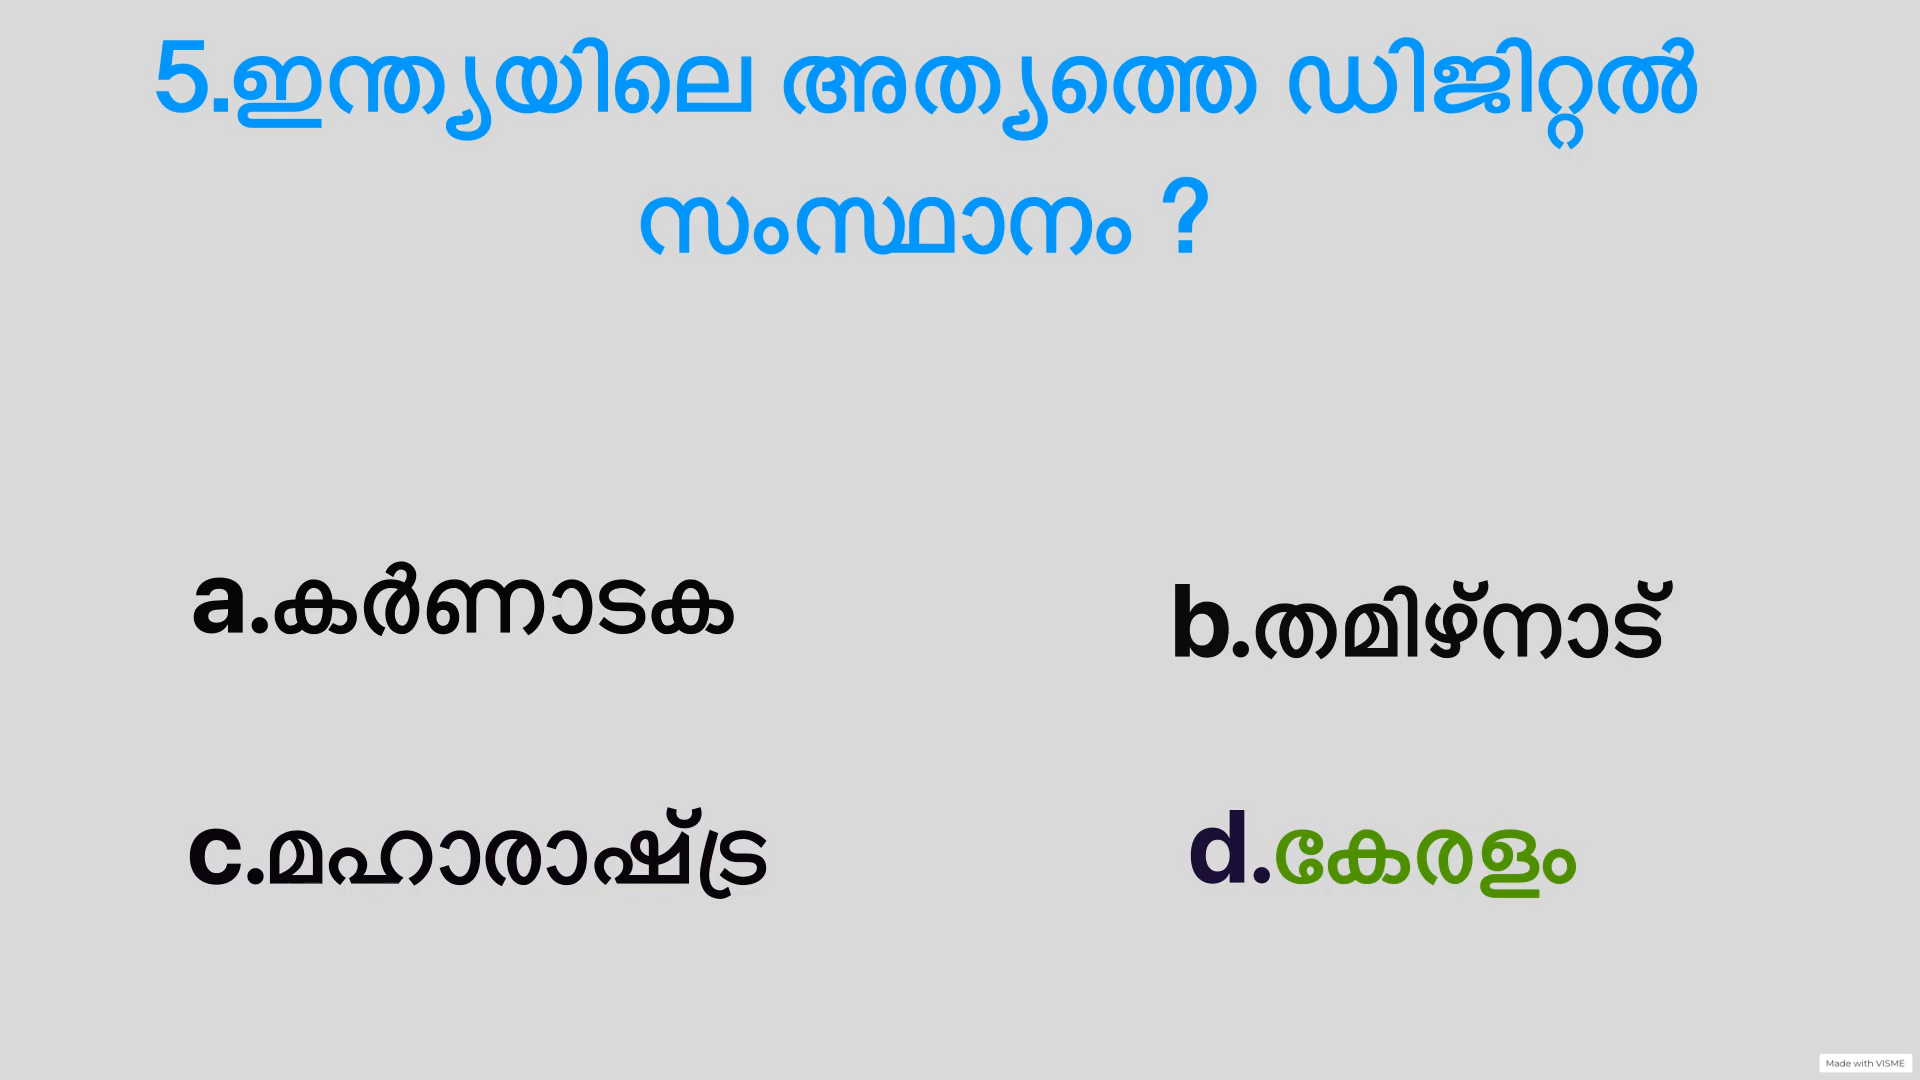 5.ഇന്ത്യയിലെ അത്യത്തെ ഡിജിറ്റൽ
സംസ്ഥാനം ?
a.കർണാടക
b.തമിഴ്നാട്
c.മഹാരാഷ്ട്ര
d.കേരളം
Made with VISME